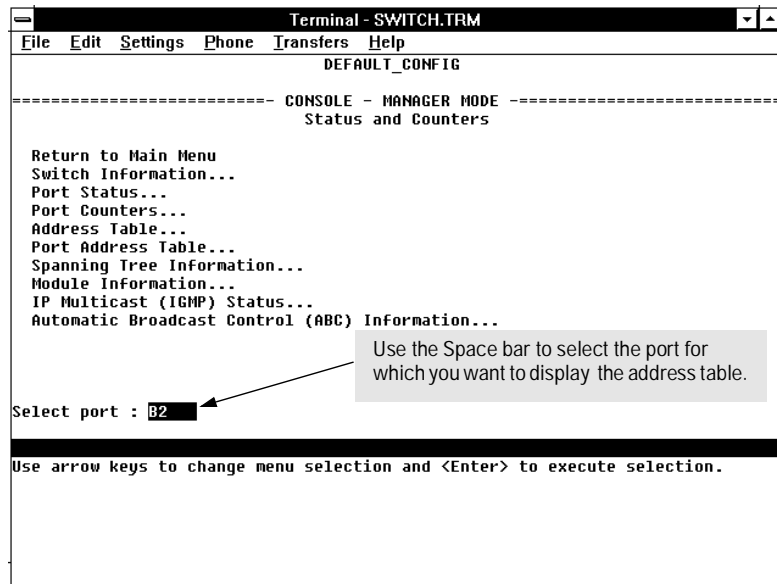 Terminal - SWITCH.TRM
File Edit Settings Phone Transfers Help
DEFAULT_CONFIG
==========================- CONSOLE - MANAGER MODE -==========================
Status and Counters
Return to Main Menu
Switch Information...
Port Status...
Port Counters...
Address Table...
Port Address Table...
Spanning Tree Information...
Module Information...
IP Multicast (IGMP) Status...
Automatic Broadcast Control (ABC) Information...
Use the Space bar to select the port for
which you want to display the address table.
Select port : B2
Use arrow keys to change menu selection and <Enter> to execute selection.